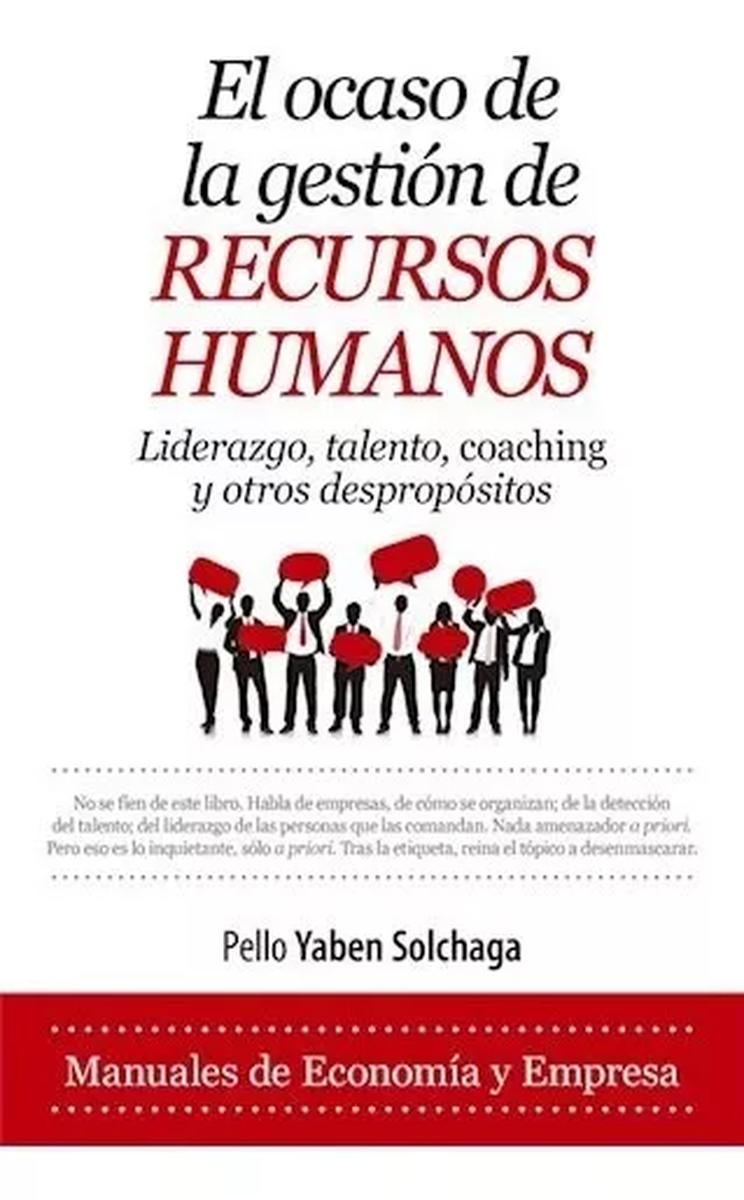 El ocaso de
la gestión de
RECURSOS
HUMANOS
Liderazgo, talento, coaching
y otros despropósitos
No se fíen de este libro. Habla de empresas, de cómo se organizan; de la detección
del talento; del liderazgo de las personas que las comandan. Nada amenazador a priori.
Pero eso es lo inquietante, sólo a priori. Tras la etiqueta, reina el tópico a desenmascarar.
Pello Yaben Solchaga
Manuales de Economía y Empresa